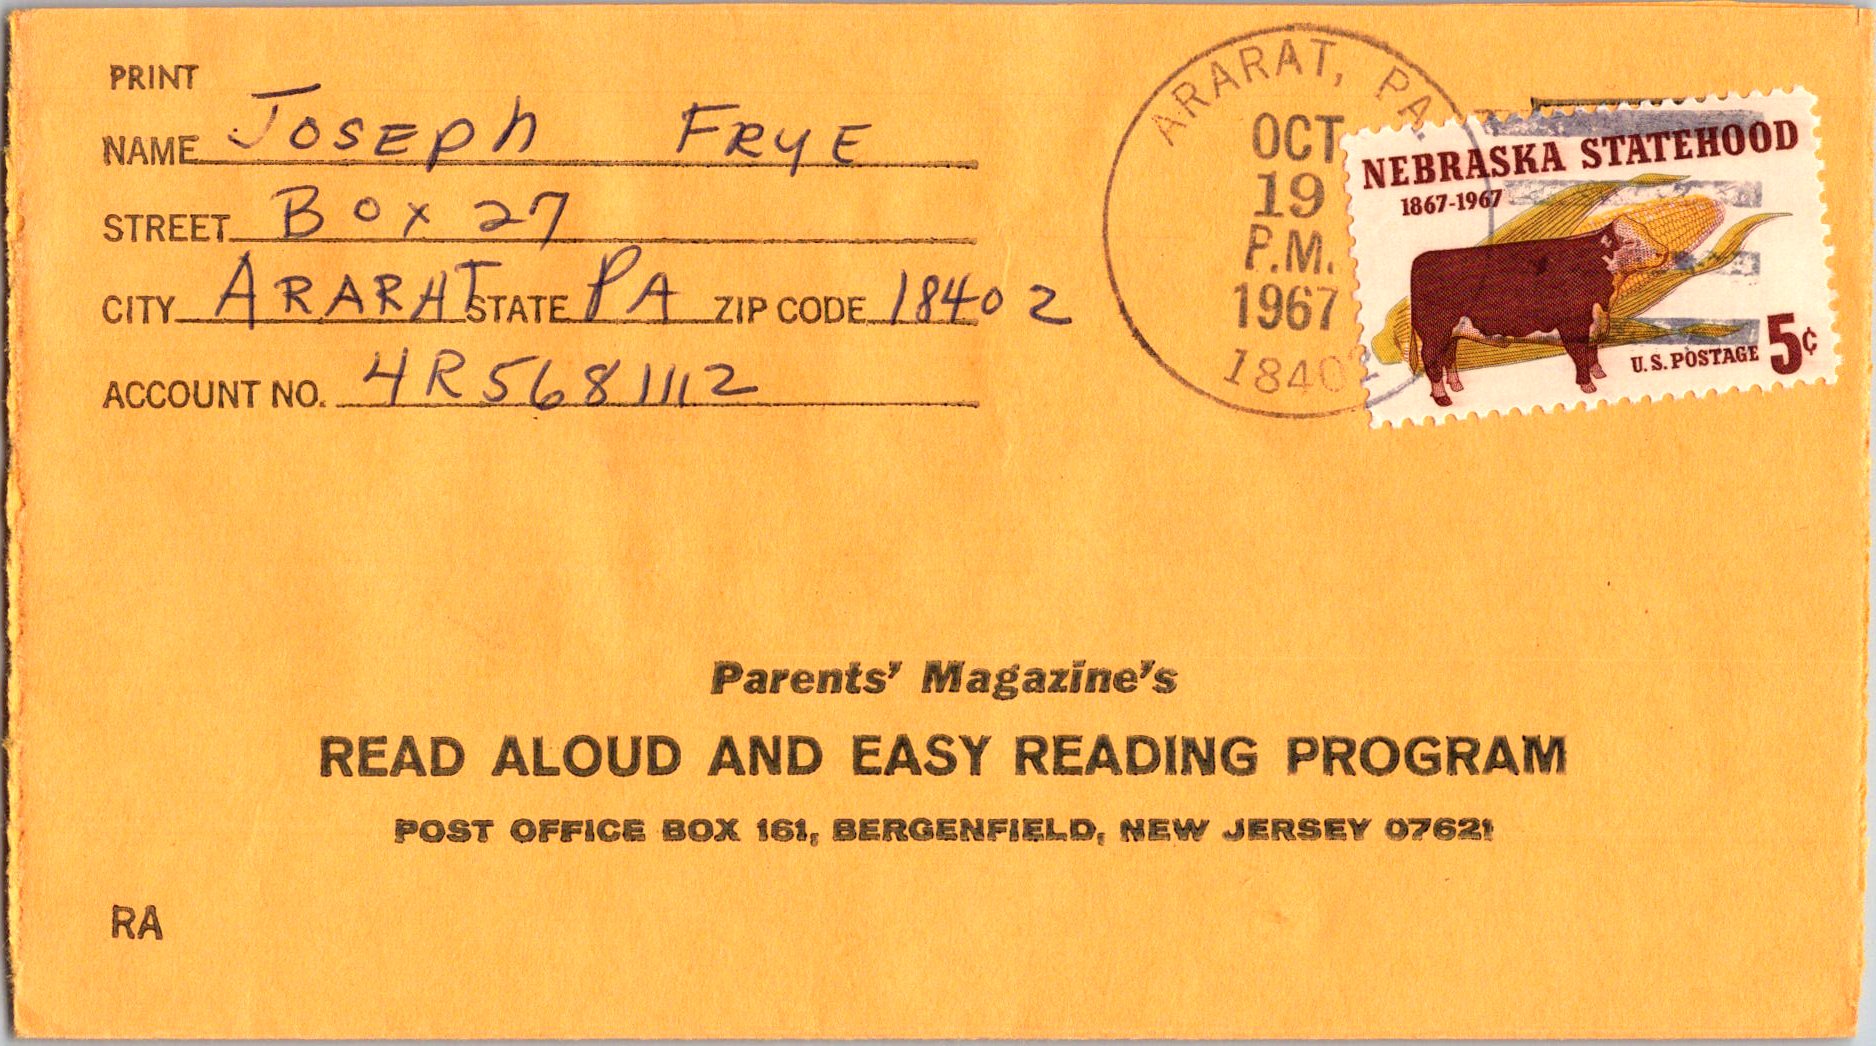 PRINT
NAME Joseph Frye
STREET Box 27
CITY ARARAT STATE PA ZIP CODE 18402
ACCOUNT NO. 4R5681112
ARARAT, PA
OCT
19
P.M.
1967
18402
NEBRASKA STATEHOOD
1867-1967
U.S. POSTAGE 5¢
Parents' Magazine's
READ ALOUD AND EASY READING PROGRAM
POST OFFICE BOX 161, BERGENFIELD, NEW JERSEY 07621
RA